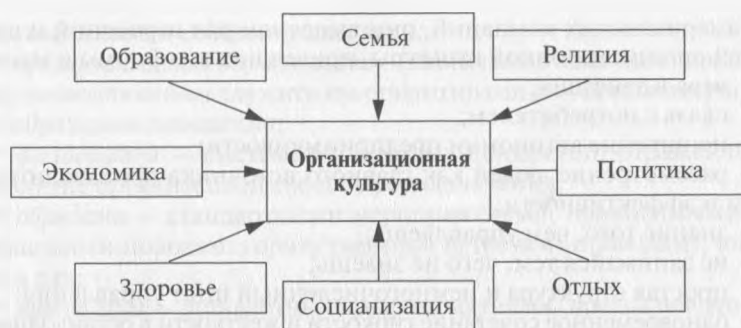 Семья
Образование
Религия
Экономика
Организационная
культура
Политика
Здоровье
Социализация
Отдых